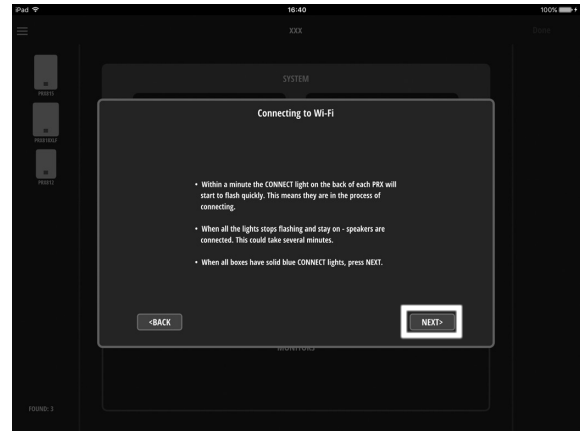 iPad 16:40 100%
XXX
Done
SYSTEM
PRX815
PRX818XLF
PRX812
Connecting to Wi-Fi
• Within a minute the CONNECT light on the back of each PRX will
start to flash quickly. This means they are in the process of
connecting.
• When all the lights stops flashing and stay on - speakers are
connected. This could take several minutes.
• When all boxes have solid blue CONNECT lights, press NEXT.
<BACK
NEXT>
MONITORS
FOUND: 3